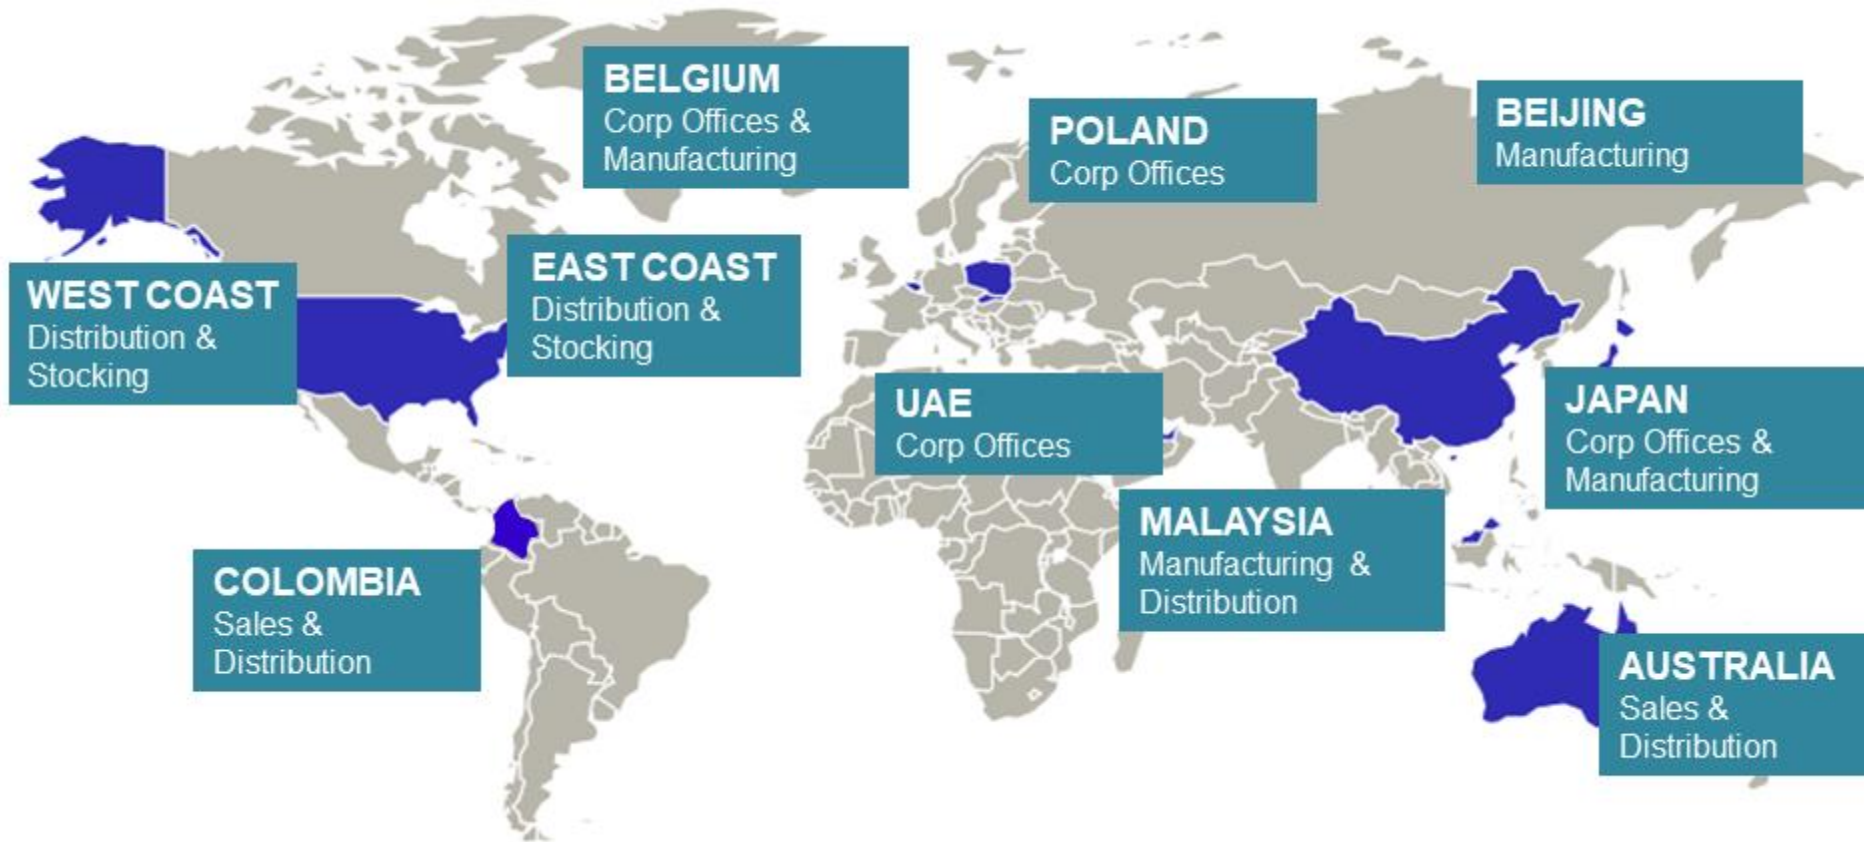 BELGIUM
Corp Offices &
Manufacturing
POLAND
Corp Offices
BEIJING
Manufacturing
WEST COAST
Distribution &
Stocking
EAST COAST
Distribution &
Stocking
UAE
Corp Offices
JAPAN
Corp Offices &
Manufacturing
MALAYSIA
Manufacturing &
Distribution
COLOMBIA
Sales &
Distribution
AUSTRALIA
Sales &
Distribution